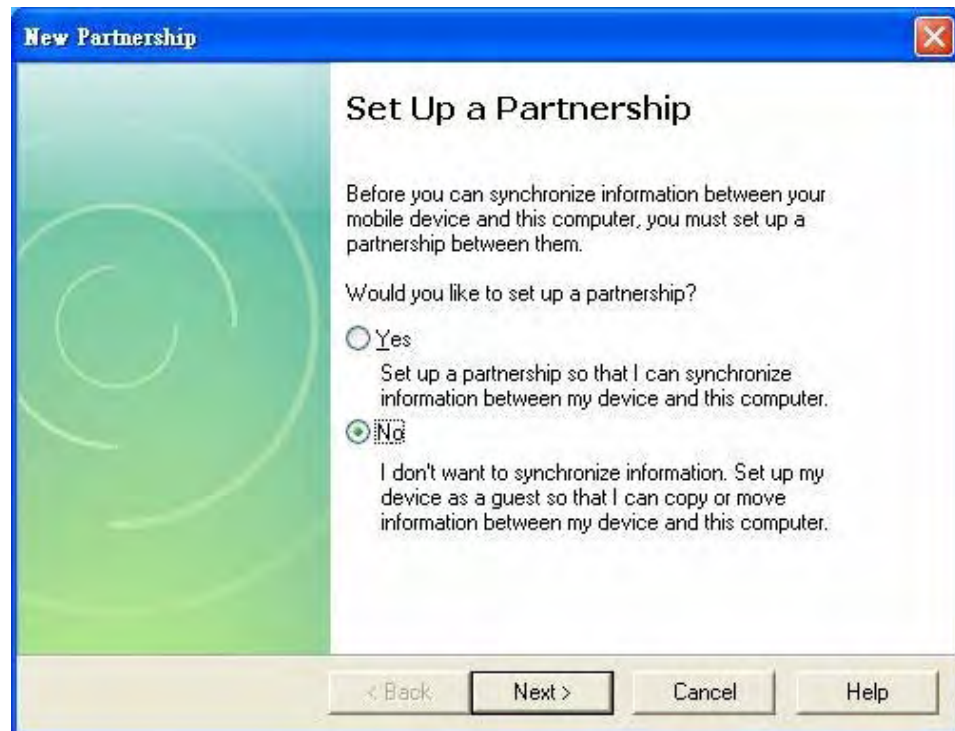 New Partnership
Set Up a Partnership
Before you can synchronize information between your
mobile device and this computer, you must set up a
partnership between them.
Would you like to set up a partnership?
Yes
Set up a partnership so that I can synchronize
information between my device and this computer.
No
I don't want to synchronize information. Set up my
device as a guest so that I can copy or move
information between my device and this computer.
< Back
Next >
Cancel
Help